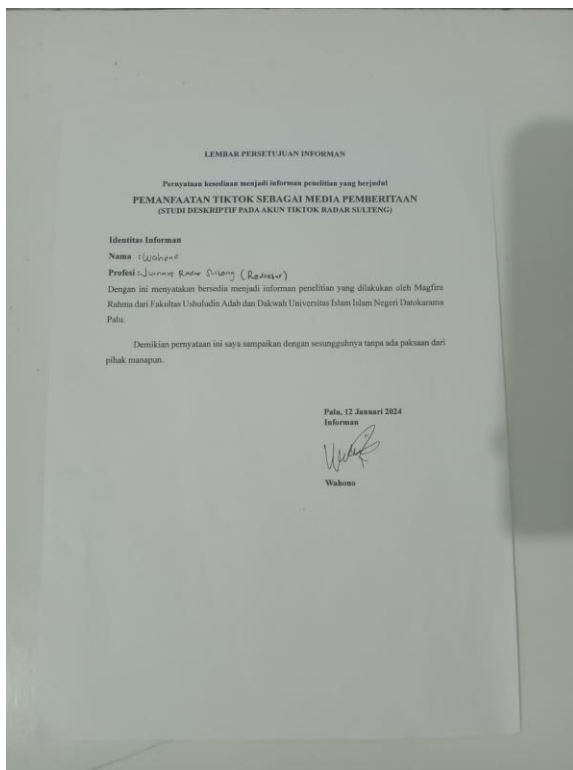 LEMBAR PERSETUJUAN INFORMAN
Pernyataan kesediaan menjadi informan penelitian yang berjudul
PEMANFAATAN TIKTOK SEBAGAI MEDIA PEMBERITAAN
(STUDI DESKRIPTIF PADA AKUN TIKTOK RADAR SULTENG)
Identitas Informan
Nama : Wahono
Profesi : Radar Sulteng (Redaktur)
Dengan ini menyatakan bersedia menjadi informan penelitian yang dilakukan oleh Magfira
Rahma dari Fakultas Ushuludin Adab dan Dakwah Universitas Islam Islam Negeri Datokarama
Palu.
Demikian pernyataan ini saya sampaikan dengan sesungguhnya tanpa ada paksaan dari
pihak manapun.
Palu, 12 Januari 2024
Informan
Wahono